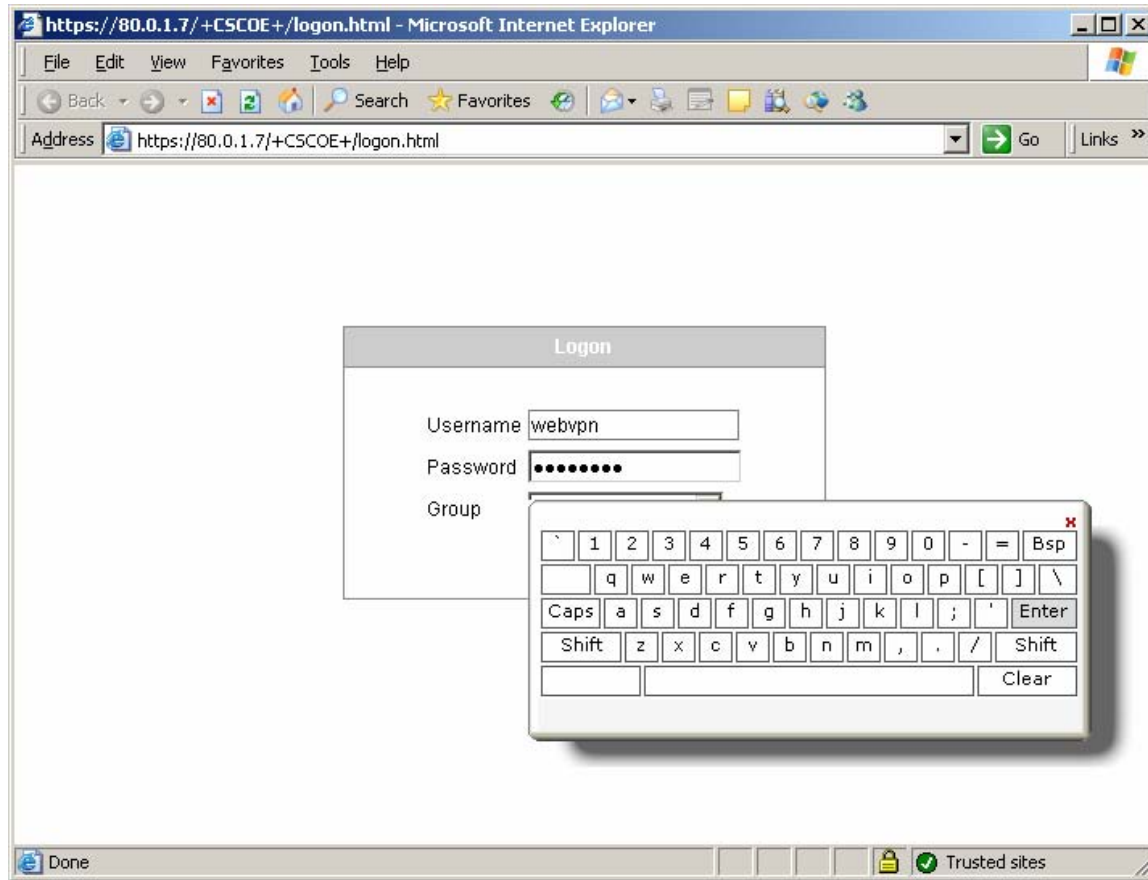 https://80.0.1.7/+CSCOE+/logon.html - Microsoft Internet Explorer
File Edit View Favorites Tools Help
Back Search Favorites
Address https://80.0.1.7/+CSCOE+/logon.html Go Links »
Logon
Username webvpn
Password ••••••••
Group
x
` 1 2 3 4 5 6 7 8 9 0 - = Bsp
q w e r t y u i o p [ ] \
Caps a s d f g h j k l ; ' Enter
Shift z x c v b n m , . / Shift
Clear
Done Trusted sites